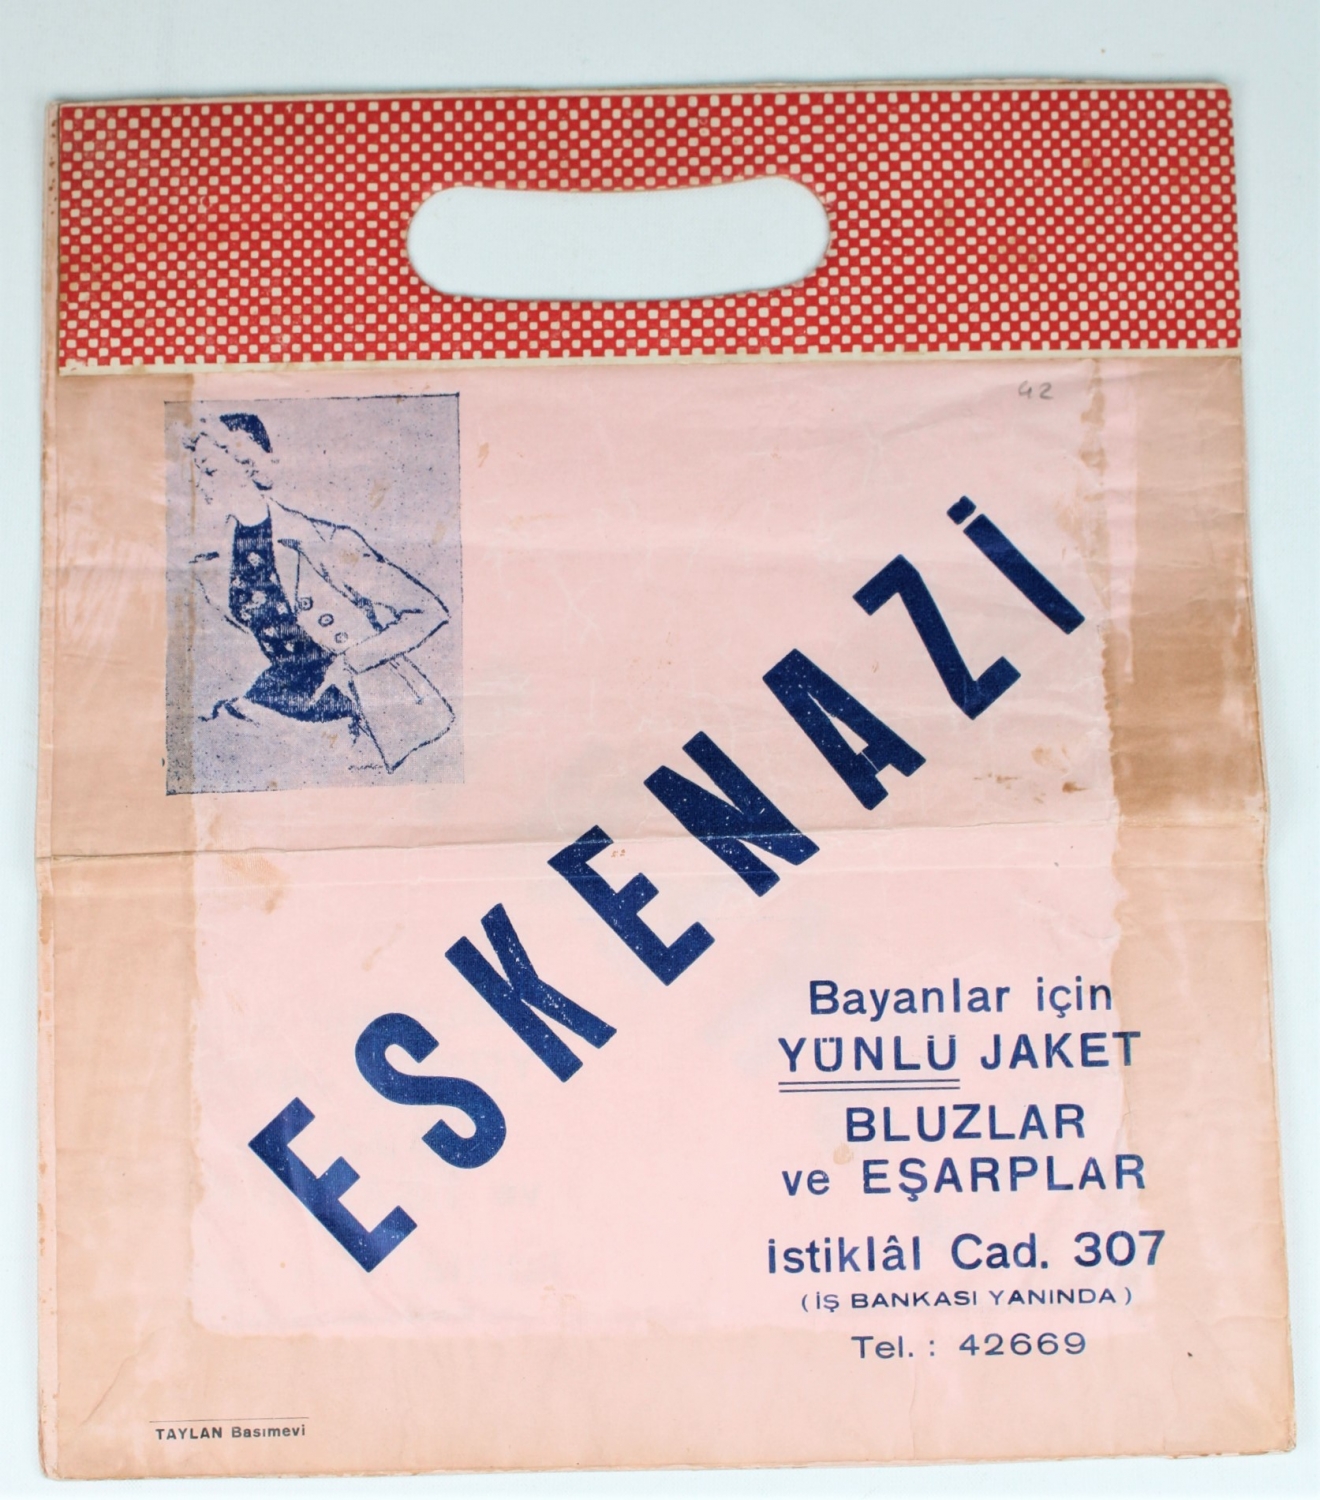 42
ESKENAZİ
Bayanlar için
YÜNLÜ JAKET
BLUZLAR
ve EŞARPLAR
istiklâl Cad. 307
(İŞ BANKASI YANINDA)
Tel. : 42669
TAYLAN Basımevi